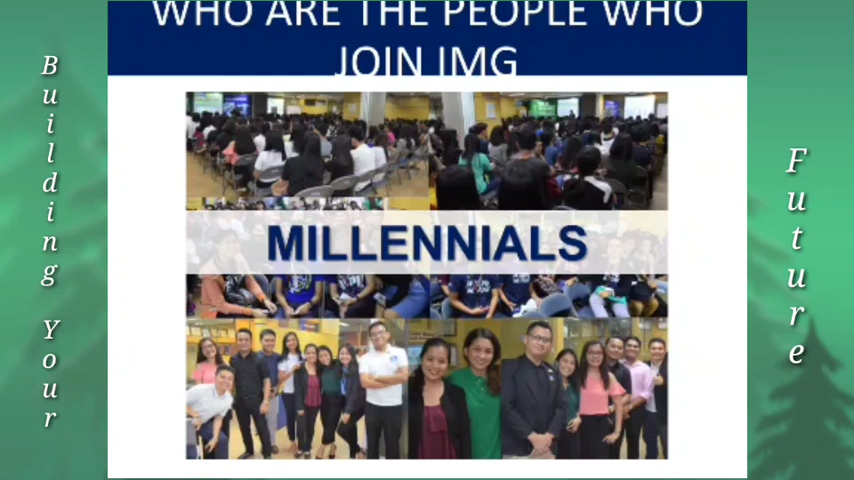 WHO ARE THE PEOPLE WHO
JOIN IMG
Building Your
MILLENNIALS
Future